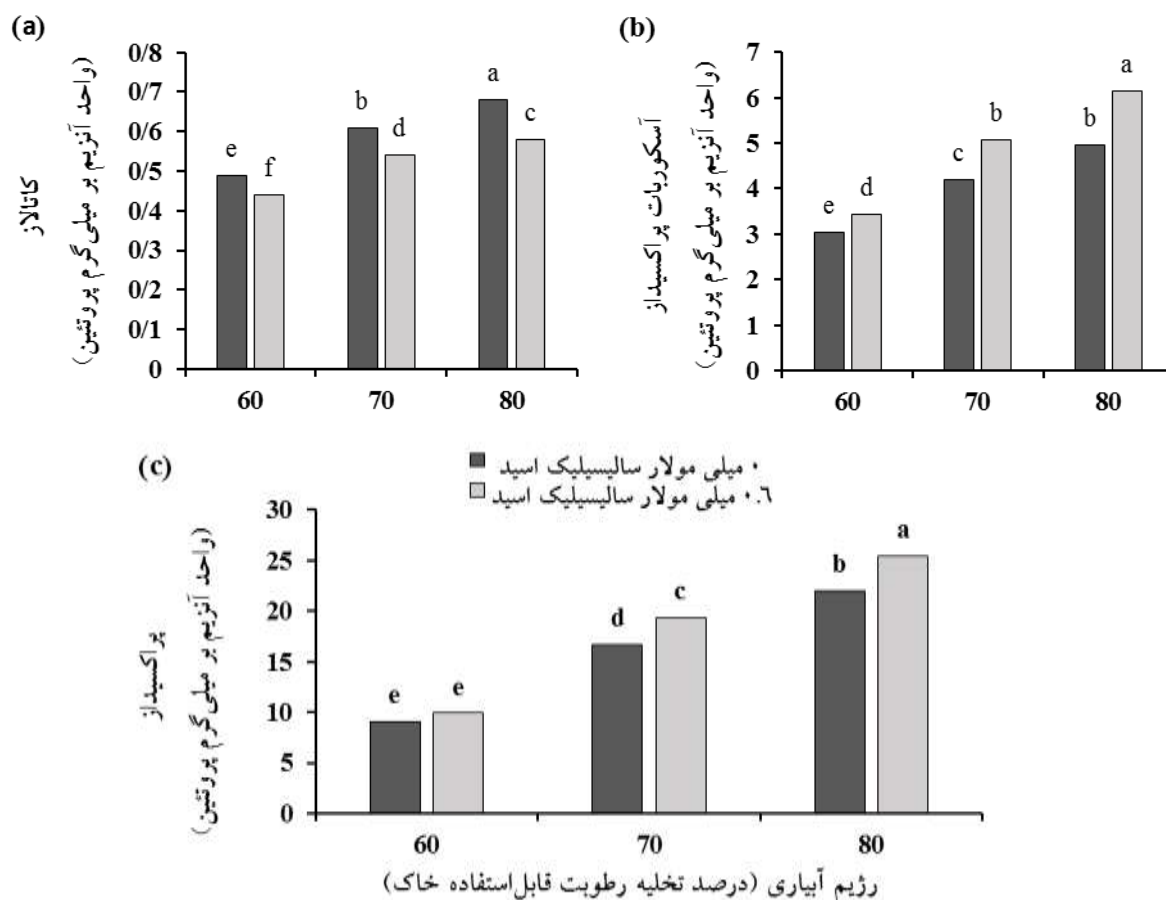 (a)
کاتالاز
(واحد آنزیم بر میلی‌گرم پروتئین)
0/8
0/7
0/6
0/5
0/4
0/3
0/2
0/1
0
e f b d a c
60 70 80
(b)
آسکوربات پراکسیداز
(واحد آنزیم بر میلی‌گرم پروتئین)
7
6
5
4
3
2
1
0
e d c b b a
60 70 80
(c)
۰ میلی مولار سالیسیلیک اسید
۰.٦ میلی مولار سالیسیلیک اسید
پراکسیداز
(واحد آنزیم بر میلی‌گرم پروتئین)
30
25
20
15
10
5
0
e e d c b a
60 70 80
رژیم آبیاری (درصد تخلیه رطوبت قابل‌استفاده خاک)